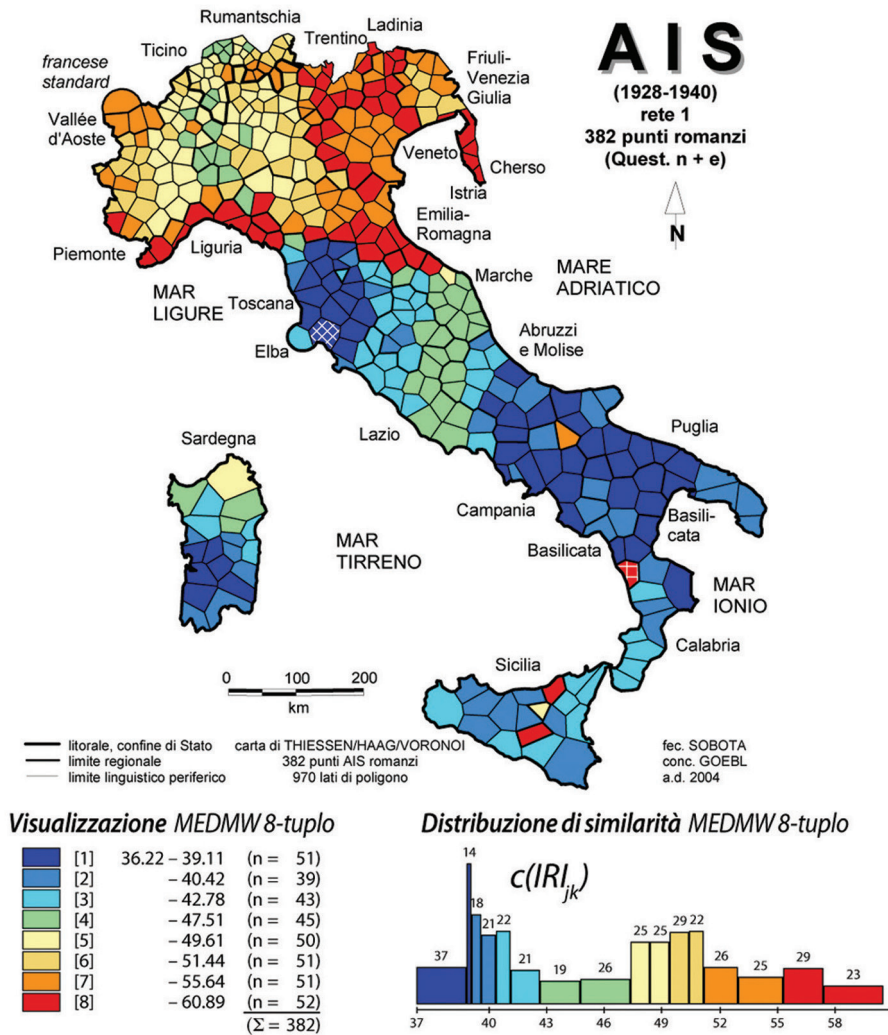 Rumantschia
Ladinia
Ticino
Trentino
francese
standard
Friuli-
Venezia
Giulia
Vallée
d'Aoste
Veneto
Cherso
Istria
Emilia-
Romagna
Piemonte
Liguria
Marche
MAR
LIGURE
Toscana
MARE
ADRIATICO
Elba
Abruzzi
e Molise
Lazio
Puglia
Sardegna
Campania
Basili-
cata
Basilicata
MAR
TIRRENO
MAR
IONIO
Calabria
Sicilia
AIS
(1928-1940)
rete 1
382 punti romanzi
(Quest. n + e)
N
0 100 200
km
litorale, confine di Stato
limite regionale
limite linguistico periferico
carta di THIESSEN/HAAG/VORONOI
382 punti AIS romanzi
970 lati di poligono
fec. SOBOTA
conc. GOEBL
a.d. 2004
Visualizzazione MEDMW 8-tuplo
[1] 36.22 – 39.11 (n = 51)
[2] – 40.42 (n = 39)
[3] – 42.78 (n = 43)
[4] – 47.51 (n = 45)
[5] – 49.61 (n = 50)
[6] – 51.44 (n = 51)
[7] – 55.64 (n = 51)
[8] – 60.89 (n = 52)
(Σ = 382)
Distribuzione di similarità MEDMW 8-tuplo
c(IRIjk)
37 14 18 21 22 21 19 26 25 25 29 22 26 25 29 23
37 40 43 46 49 52 55 58